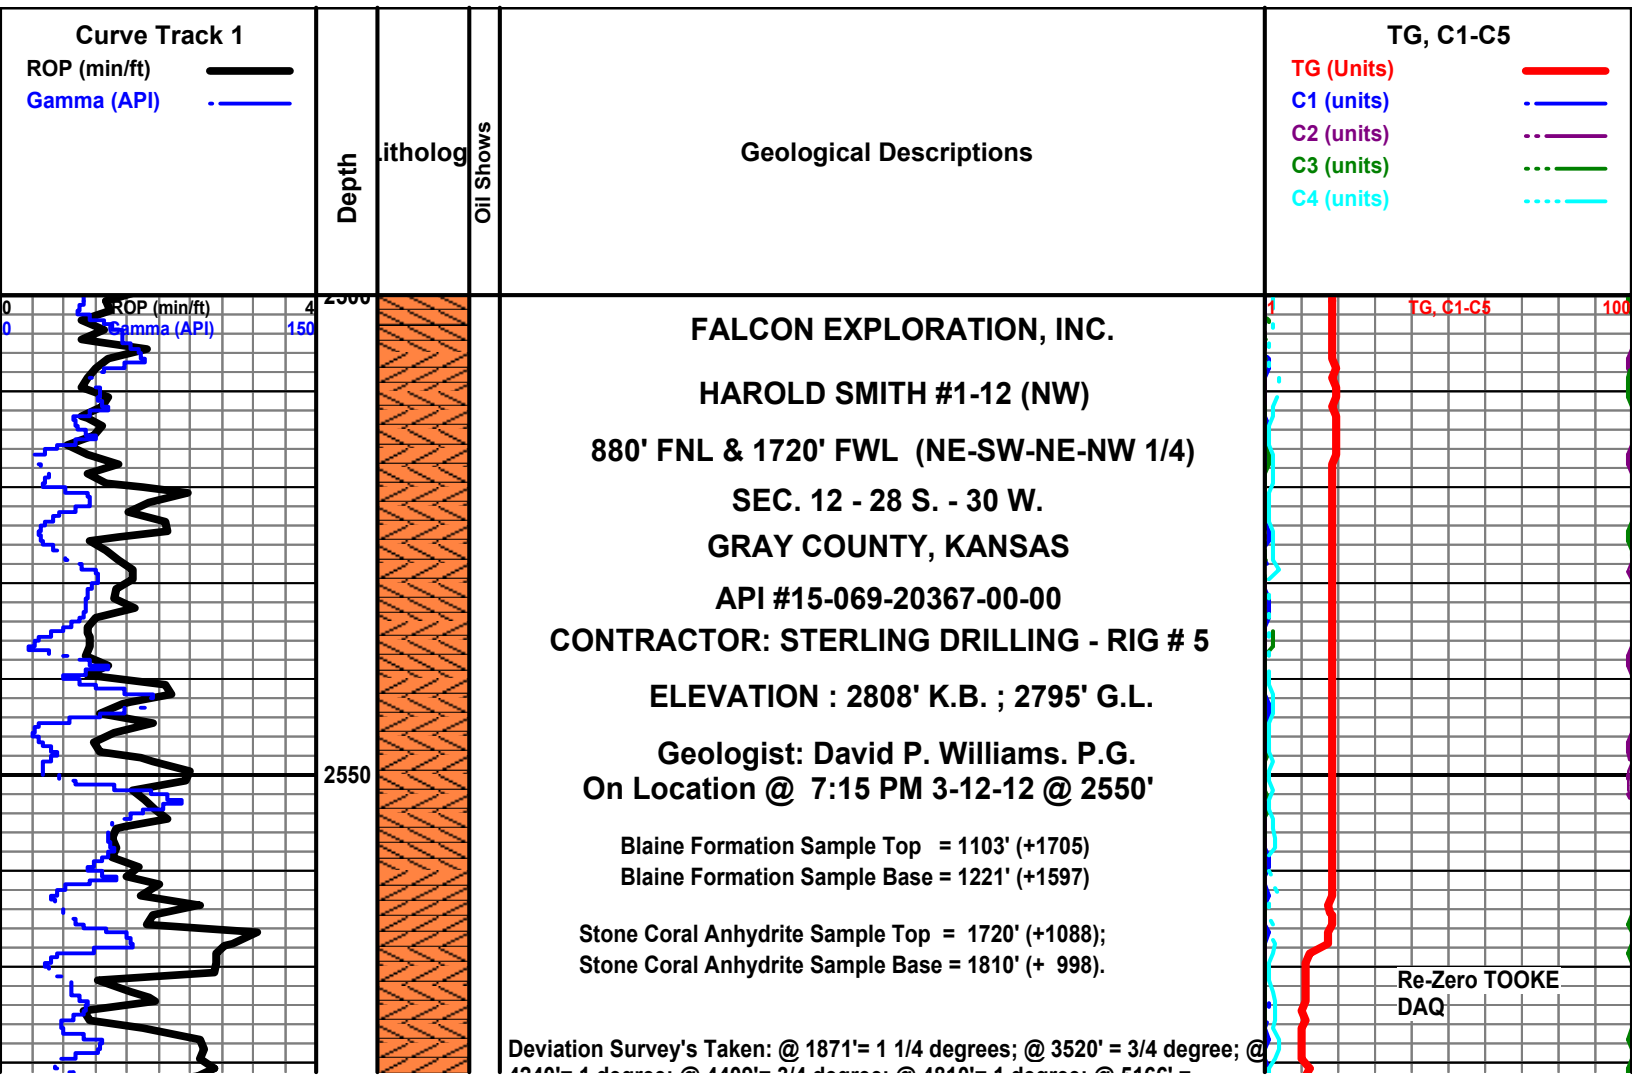 Curve Track 1
ROP (min/ft)
Gamma (API)
Depth
Oil Shows
Geological Descriptions
TG, C1-C5
TG (Units)
C1 (units)
C2 (units)
C3 (units)
C4 (units)
0 ROP (min/ft) 4
0 Gamma (API) 150
2500
1 TG, C1-C5 100
FALCON EXPLORATION, INC.
HAROLD SMITH #1-12 (NW)
880' FNL & 1720' FWL (NE-SW-NE-NW 1/4)
SEC. 12 - 28 S. - 30 W.
GRAY COUNTY, KANSAS
API #15-069-20367-00-00
CONTRACTOR: STERLING DRILLING - RIG # 5
ELEVATION : 2808' K.B. ; 2795' G.L.
Geologist: David P. Williams. P.G.
2550
On Location @ 7:15 PM 3-12-12 @ 2550'
Blaine Formation Sample Top = 1103' (+1705)
Blaine Formation Sample Base = 1221' (+1597)
Stone Coral Anhydrite Sample Top = 1720' (+1088);
Stone Coral Anhydrite Sample Base = 1810' (+ 998).
Re-Zero TOOKE
DAQ
Deviation Survey's Taken: @ 1871'= 1 1/4 degrees; @ 3520' = 3/4 degree; @